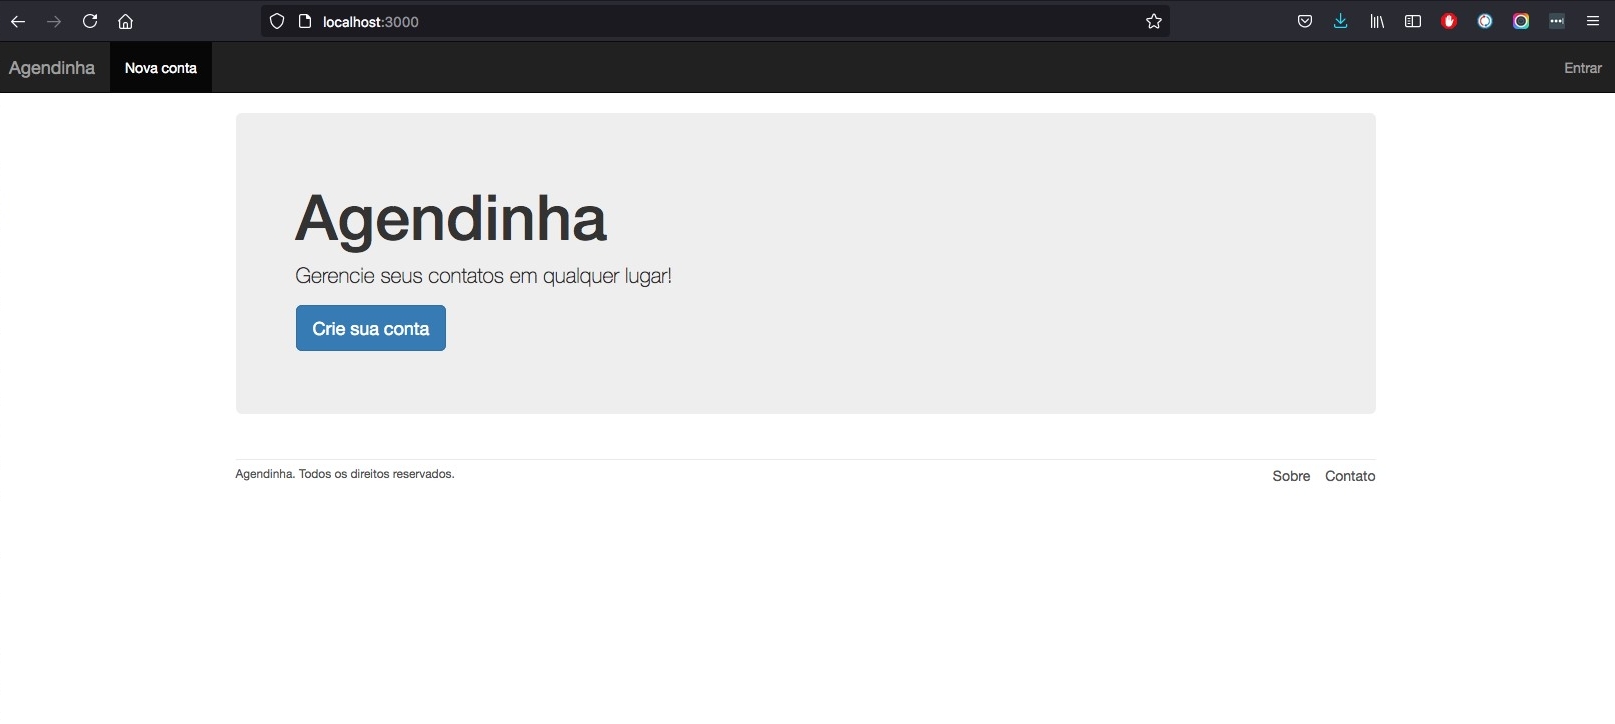 localhost:3000
Agendinha Nova conta Entrar
Agendinha
Gerencie seus contatos em qualquer lugar!
Crie sua conta
Agendinha. Todos os direitos reservados. Sobre Contato